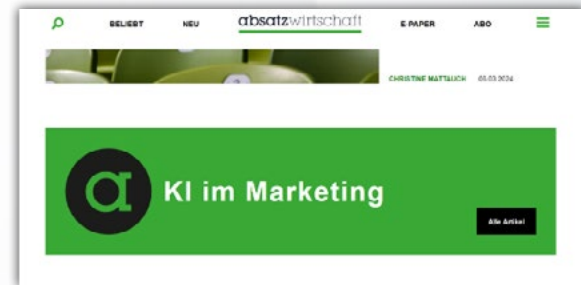 BELIEBT NEU absatzwirtschaft E-PAPER ABO
CHRISTINE MATTAUCH 05.03.2024
a KI im Marketing
Alle Artikel